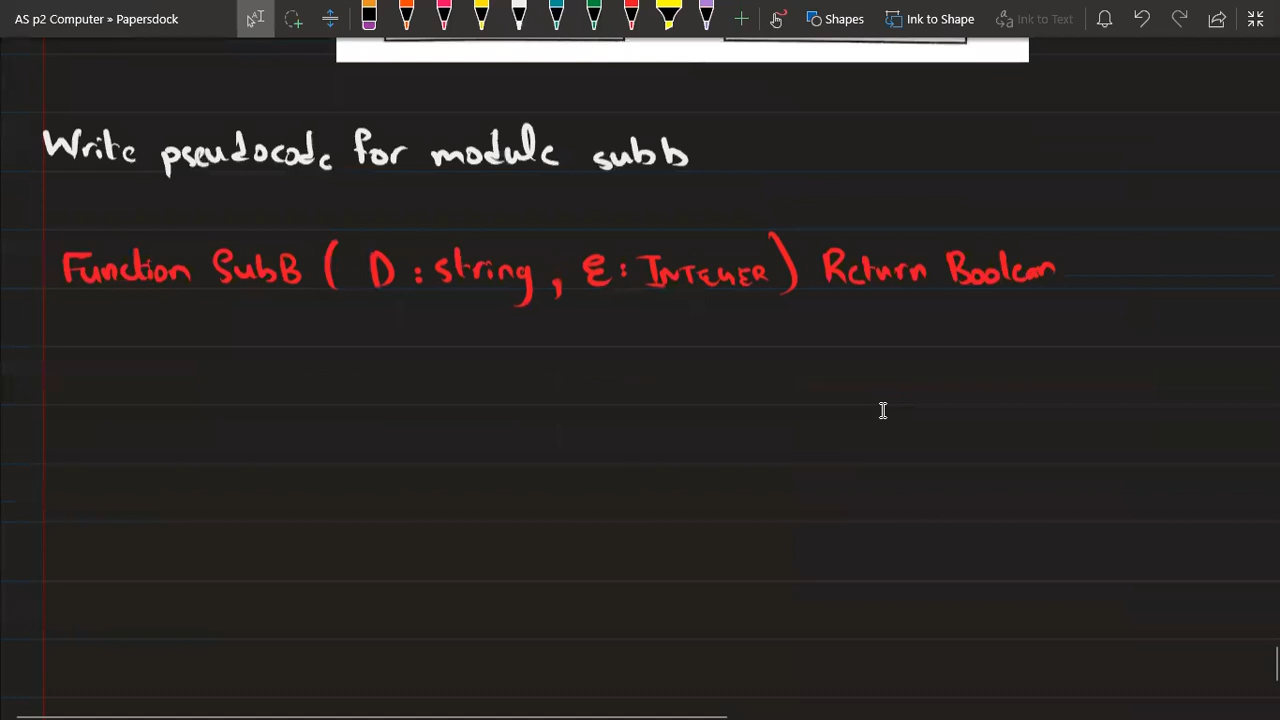 AS p2 Computer » Papersdock
Shapes
Ink to Shape
Ink to Text
Write pseudocode for module subb
Function SubB ( D : string , E : INTEGER ) Return Boolean